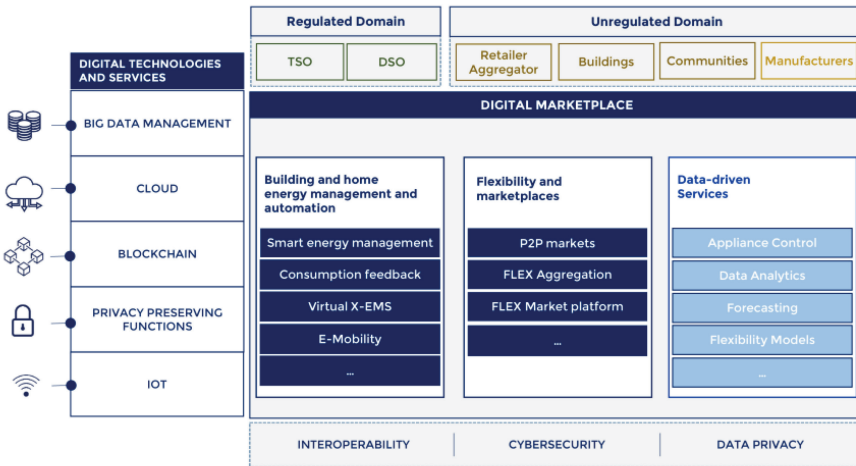 Regulated Domain
Unregulated Domain
TSO
DSO
Retailer
Aggregator
Buildings
Communities
Manufacturers
DIGITAL TECHNOLOGIES
AND SERVICES
BIG DATA MANAGEMENT
CLOUD
BLOCKCHAIN
PRIVACY PRESERVING
FUNCTIONS
IOT
DIGITAL MARKETPLACE
Building and home
energy management and
automation
Smart energy management
Consumption feedback
Virtual X-EMS
E-Mobility
...
Flexibility and
marketplaces
P2P markets
FLEX Aggregation
FLEX Market platform
...
Data-driven
Services
Appliance Control
Data Analytics
Forecasting
Flexibility Models
...
INTEROPERABILITY
CYBERSECURITY
DATA PRIVACY